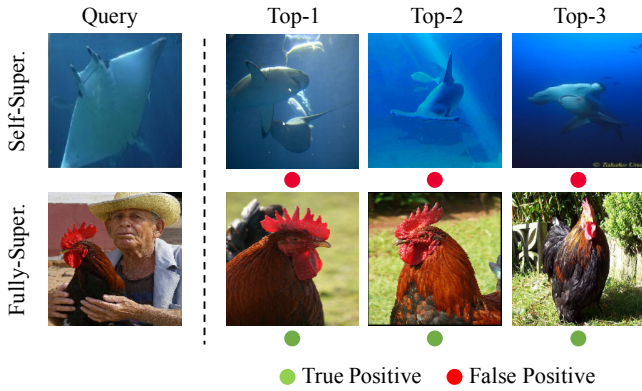 Query Top-1 Top-2 Top-3
Self-Super.
Fully-Super.
True Positive False Positive